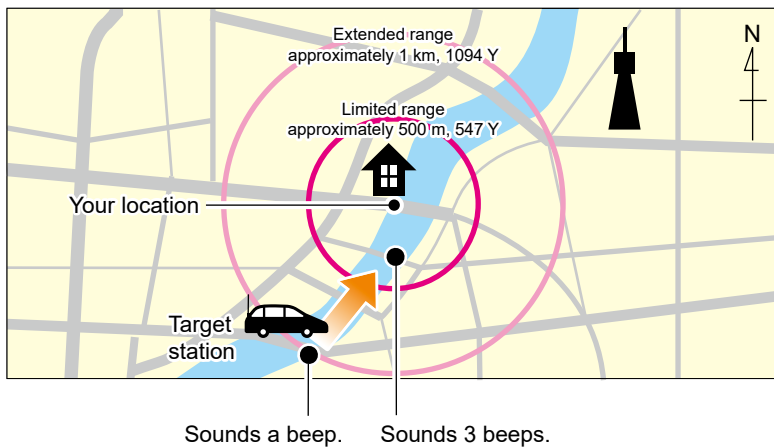 Extended range
approximately 1 km, 1094 Y
N
Limited range
approximately 500 m, 547 Y
Your location
Target
station
Sounds a beep.
Sounds 3 beeps.